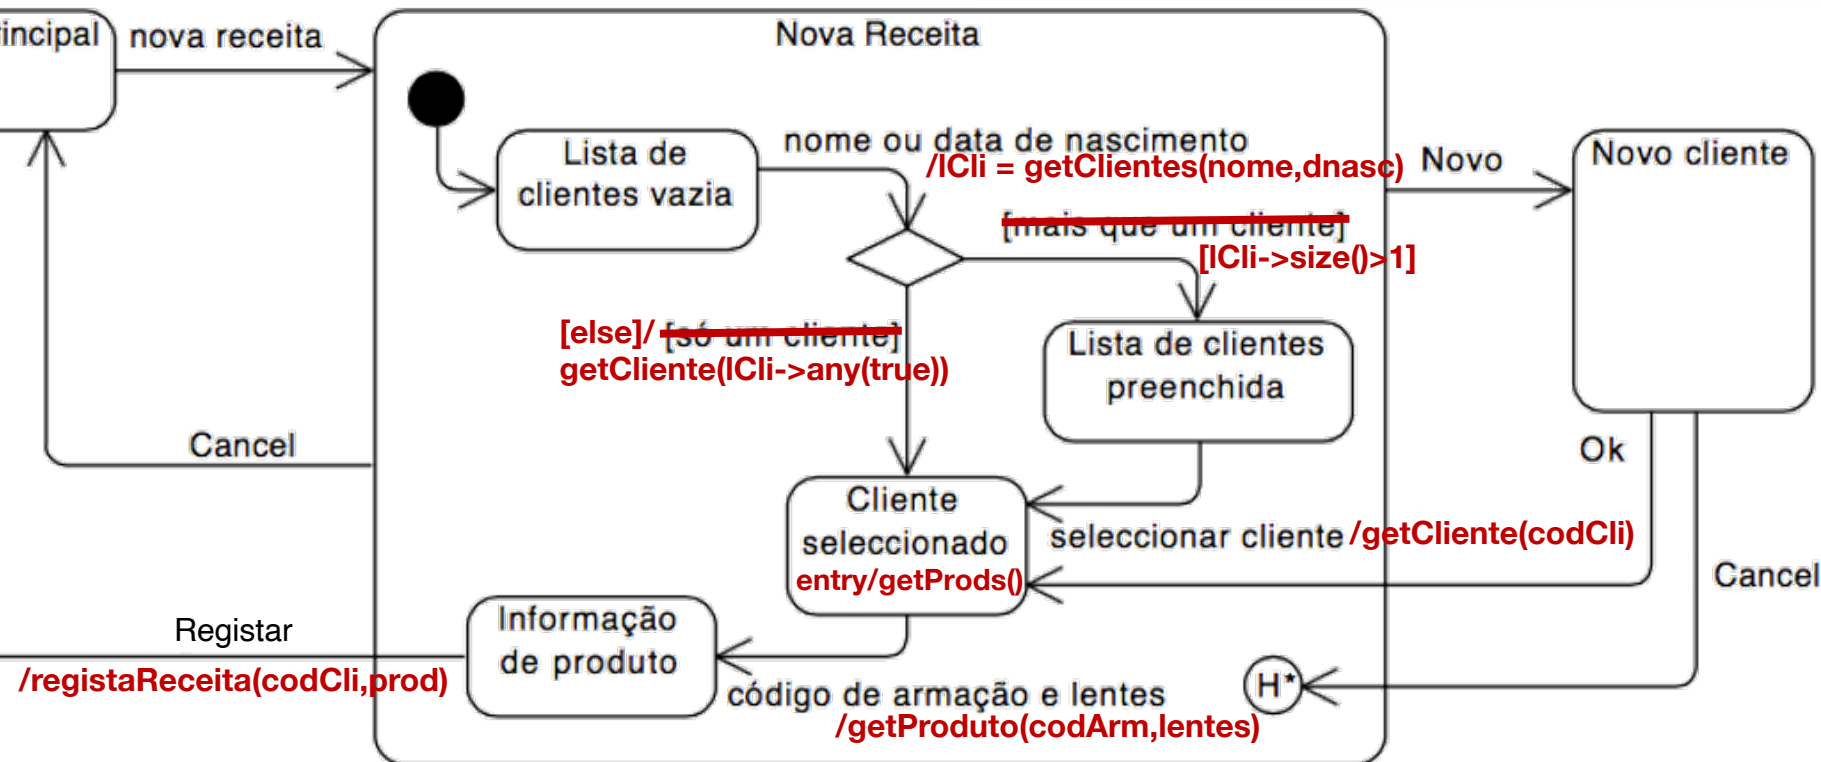 incipal
nova receita
Nova Receita
Lista de
clientes vazia
nome ou data de nascimento
/lCli = getClientes(nome,dnasc)
Novo
Novo cliente
[mais que um cliente]
[lCli->size()>1]
[else]/ [só um cliente]
getCliente(lCli->any(true))
Lista de clientes
preenchida
Cancel
Ok
Cliente
seleccionado
entry/getProds()
seleccionar cliente /getCliente(codCli)
Cancel
Registar
/registaReceita(codCli,prod)
Informação
de produto
código de armação e lentes
/getProduto(codArm,lentes)
H*